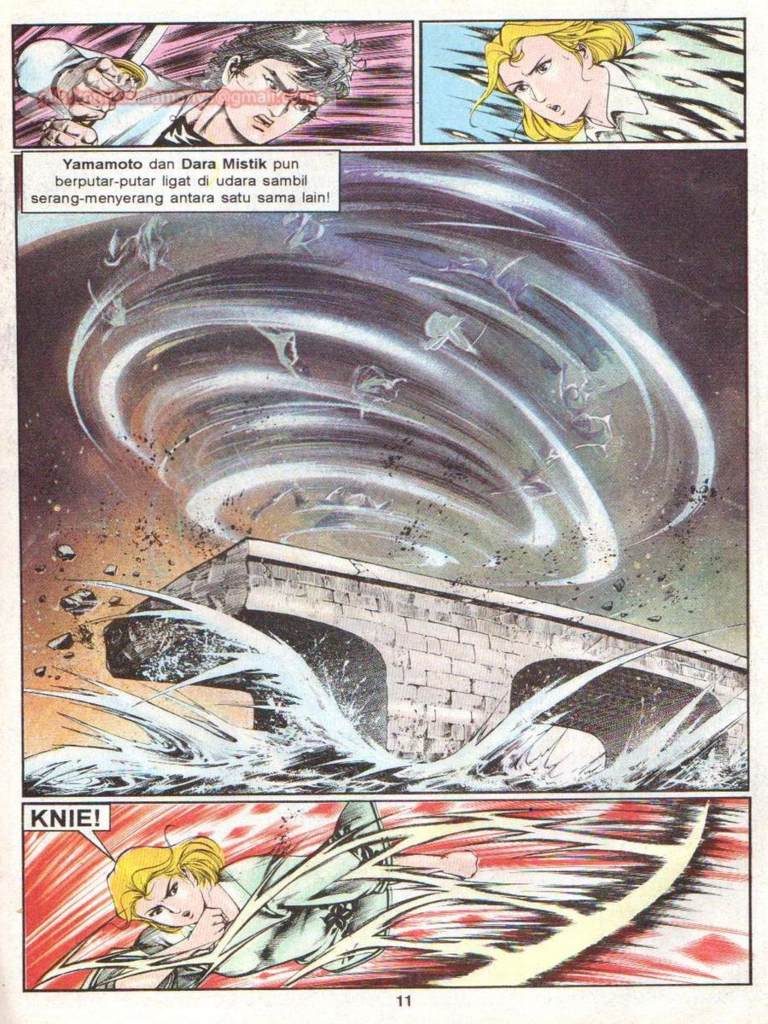 Yamamoto dan Dara Mistik pun
berputar-putar ligat di udara sambil
serang-menyerang antara satu sama lain!
KNIE!
11